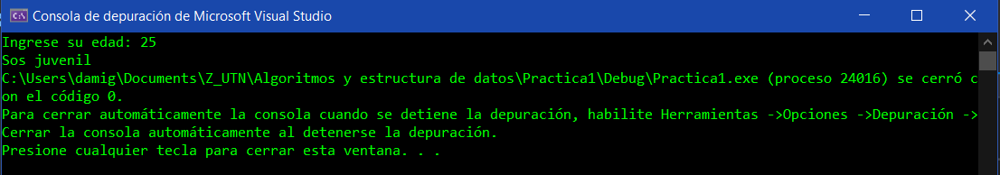 Consola de depuración de Microsoft Visual Studio
Ingrese su edad: 25
Sos juvenil
C:\Users\damig\Documents\Z_UTN\Algoritmos y estructura de datos\Practica1\Debug\Practica1.exe (proceso 24016) se cerró c
on el código 0.
Para cerrar automáticamente la consola cuando se detiene la depuración, habilite Herramientas ->Opciones ->Depuración ->
Cerrar la consola automáticamente al detenerse la depuración.
Presione cualquier tecla para cerrar esta ventana. . .